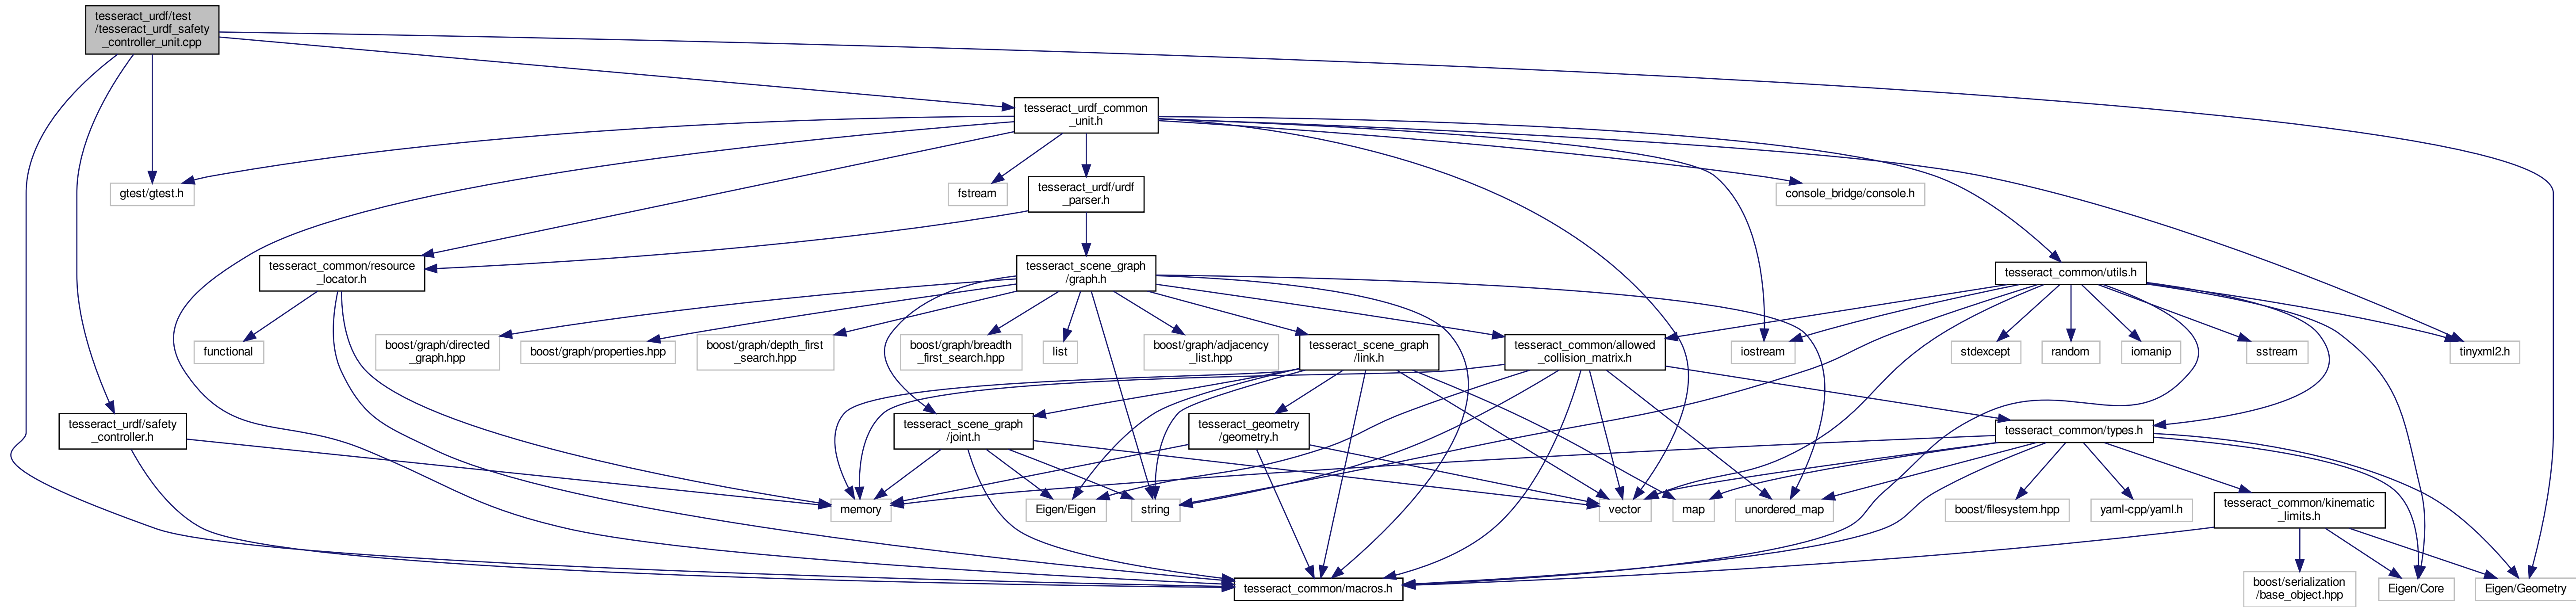 tesseract_urdf/test
/tesseract_urdf_safety
_controller_unit.cpp
tesseract_urdf_common
_unit.h
gtest/gtest.h
fstream
tesseract_urdf/urdf
_parser.h
console_bridge/console.h
tesseract_common/resource
_locator.h
tesseract_scene_graph
/graph.h
tesseract_common/utils.h
functional
boost/graph/directed
_graph.hpp
boost/graph/properties.hpp
boost/graph/depth_first
_search.hpp
boost/graph/breadth
_first_search.hpp
list
boost/graph/adjacency
_list.hpp
tesseract_scene_graph
/link.h
tesseract_common/allowed
_collision_matrix.h
iostream
stdexcept
random
iomanip
sstream
tinyxml2.h
tesseract_urdf/safety
_controller.h
tesseract_scene_graph
/joint.h
tesseract_geometry
/geometry.h
tesseract_common/types.h
memory
Eigen/Eigen
string
vector
map
unordered_map
boost/filesystem.hpp
yaml-cpp/yaml.h
tesseract_common/kinematic
_limits.h
tesseract_common/macros.h
boost/serialization
/base_object.hpp
Eigen/Core
Eigen/Geometry